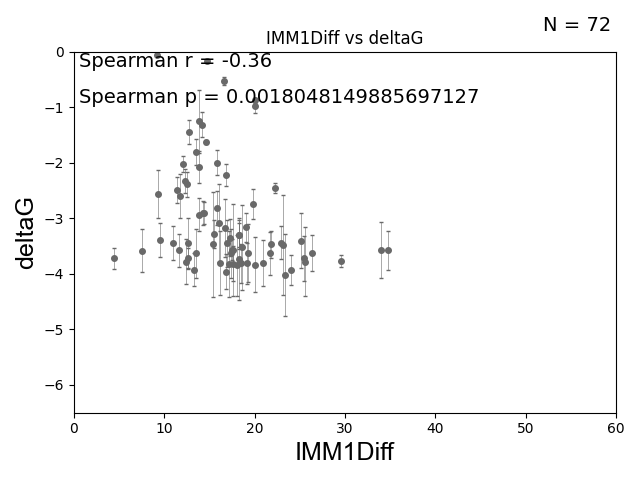 N = 72
IMM1Diff vs deltaG
Spearman r = -0.36
Spearman p = 0.0018048149885697127
deltaG
0
−1
−2
−3
−4
−5
−6
0 10 20 30 40 50 60
IMM1Diff